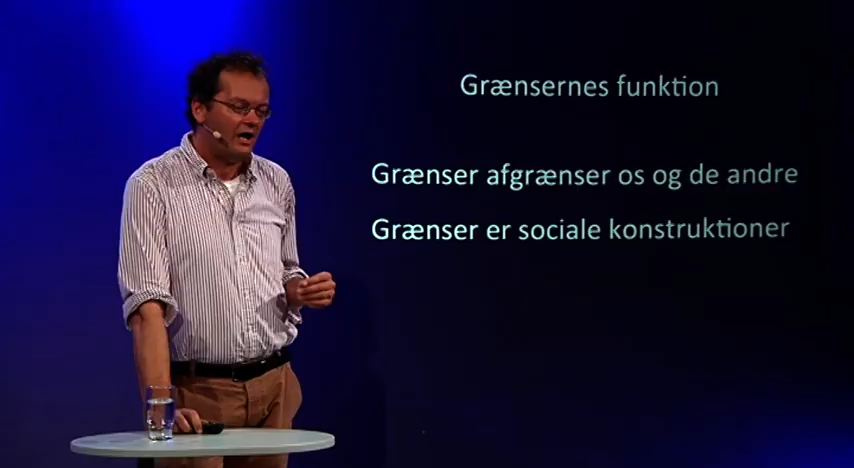 Grænsernes funktion
Grænser afgrænser os og de andre
Grænser er sociale konstruktioner